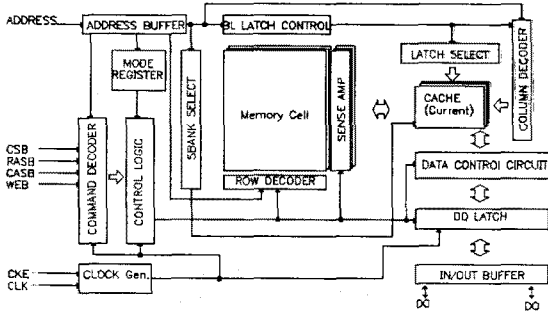 ADDRESS
ADDRESS BUFFER
BL LATCH CONTROL
MODE
REGISTER
SBANK SELECT
Memory Cell
SENSE AMP
LATCH SELECT
COLUMN DECODER
CACHE
(Current)
CSB
RASB
CASB
WEB
COMMAND DECODER
CONTROL LOGIC
ROW DECODER
DATA CONTROL CIRCUIT
DQ LATCH
CKE
CLK
CLOCK Gen.
IN/OUT BUFFER
DQ
DQ